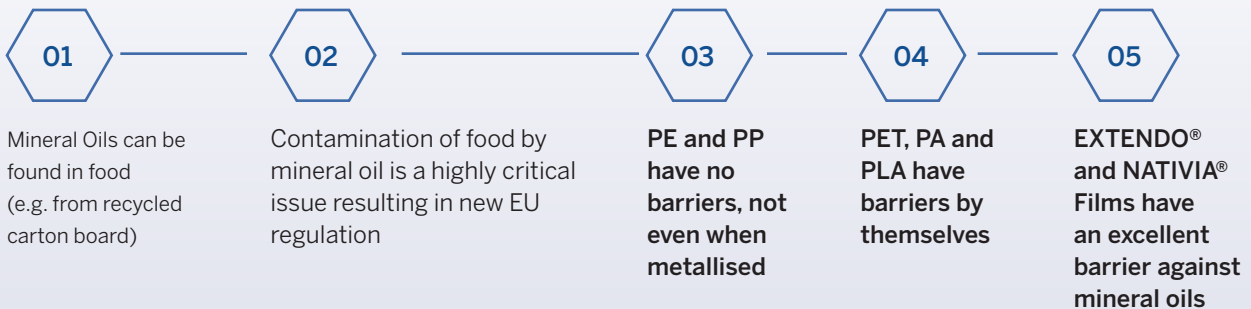 01
Mineral Oils can be
found in food
(e.g. from recycled
carton board)
02
Contamination of food by
mineral oil is a highly critical
issue resulting in new EU
regulation
03
PE and PP
have no
barriers, not
even when
metallised
04
PET, PA and
PLA have
barriers by
themselves
05
EXTENDO®
and NATIVIA®
Films have
an excellent
barrier against
mineral oils